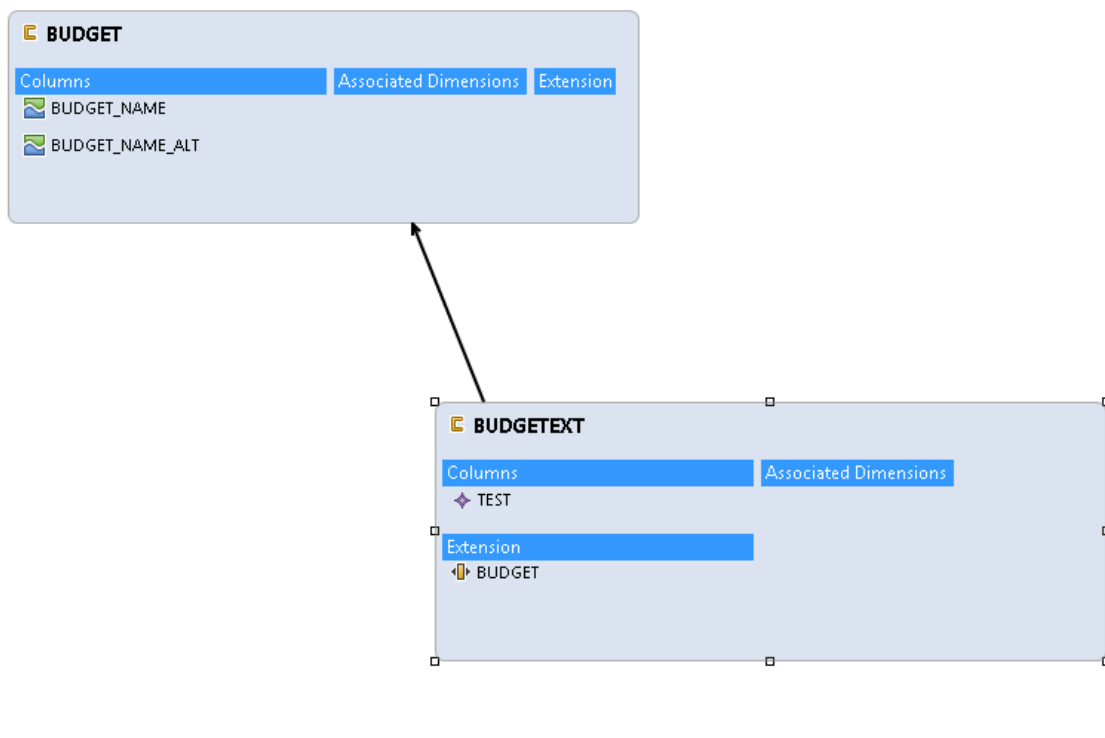 BUDGET
Columns Associated Dimensions Extension
BUDGET_NAME
BUDGET_NAME_ALT
BUDGETEXT
Columns Associated Dimensions
TEST
Extension
BUDGET